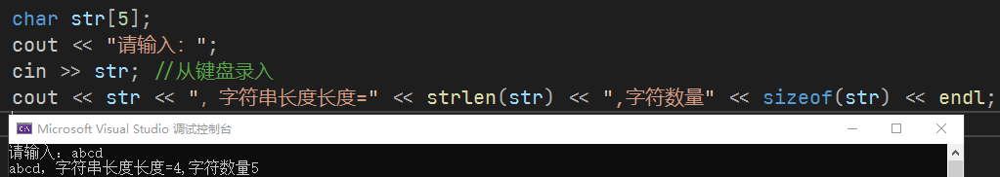 char str[5];
cout << "请输入：";
cin >> str; //从键盘录入
cout << str << "，字符串长度长度=" << strlen(str) << ",字符数量" << sizeof(str) << endl;
Microsoft Visual Studio 调试控制台
请输入：abcd
abcd，字符串长度长度=4,字符数量5